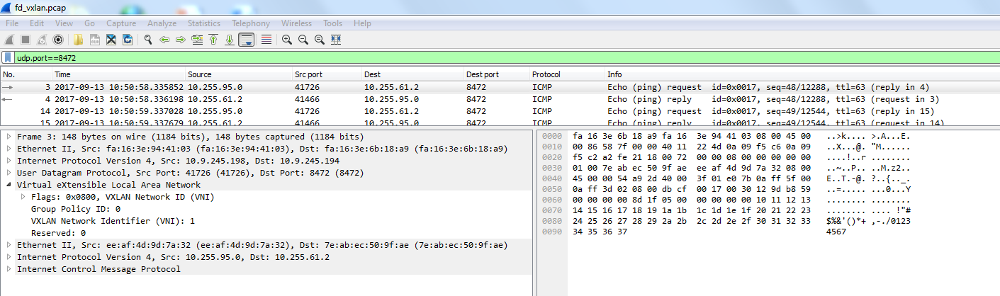 fd_vxlan.pcap
File Edit View Go Capture Analyze Statistics Telephony Wireless Tools Help
udp.port==8472
No. Time Source Src port Dest Dest port Protocol Info
3 2017-09-13 10:50:58.335852 10.255.95.0 41726 10.255.61.2 8472 ICMP Echo (ping) request id=0x0017, seq=48/12288, ttl=63 (reply in 4)
4 2017-09-13 10:50:58.336198 10.255.61.2 41466 10.255.95.0 8472 ICMP Echo (ping) reply id=0x0017, seq=48/12288, ttl=63 (request in 3)
14 2017-09-13 10:50:59.337028 10.255.95.0 41726 10.255.61.2 8472 ICMP Echo (ping) request id=0x0017, seq=49/12544, ttl=63 (reply in 15)
15 2017-09-13 10:50:59.337679 10.255.61.2 41466 10.255.95.0 8472 ICMP Echo (ping) reply id=0x0017, seq=49/12544, ttl=63 (request in 14)
Frame 3: 148 bytes on wire (1184 bits), 148 bytes captured (1184 bits)
Ethernet II, Src: fa:16:3e:94:41:03 (fa:16:3e:94:41:03), Dst: fa:16:3e:6b:18:a9 (fa:16:3e:6b:18:a9)
Internet Protocol Version 4, Src: 10.9.245.198, Dst: 10.9.245.194
User Datagram Protocol, Src Port: 41726 (41726), Dst Port: 8472 (8472)
Virtual eXtensible Local Area Network
Flags: 0x0800, VXLAN Network ID (VNI)
Group Policy ID: 0
VXLAN Network Identifier (VNI): 1
Reserved: 0
Ethernet II, Src: ee:af:4d:9d:7a:32 (ee:af:4d:9d:7a:32), Dst: 7e:ab:ec:50:9f:ae (7e:ab:ec:50:9f:ae)
Internet Protocol Version 4, Src: 10.255.95.0, Dst: 10.255.61.2
Internet Control Message Protocol
0000 fa 16 3e 6b 18 a9 fa 16 3e 94 41 03 08 00 45 00 ..>k.... >.A...E.
0010 00 86 58 7f 00 00 40 11 22 4d 0a 09 f5 c6 0a 09 ..X...@. "M......
0020 f5 c2 a2 fe 21 18 00 72 00 00 08 00 00 00 00 00 ....!..r ........
0030 01 00 7e ab ec 50 9f ae ee af 4d 9d 7a 32 08 00 ..~..P.. ..M.z2..
0040 45 00 00 54 a9 2d 40 00 3f 01 e0 7b 0a ff 5f 00 E..T.-@. ?..{.._.
0050 0a ff 3d 02 08 00 db cf 00 17 00 30 12 9d b8 59 ..=..... ...0...Y
0060 00 00 00 00 8d 1f 05 00 00 00 00 00 10 11 12 13 ........ ........
0070 14 15 16 17 18 19 1a 1b 1c 1d 1e 1f 20 21 22 23 ........ .... !"#
0080 24 25 26 27 28 29 2a 2b 2c 2d 2e 2f 30 31 32 33 $%&'()*+ ,-./0123
0090 34 35 36 37 4567